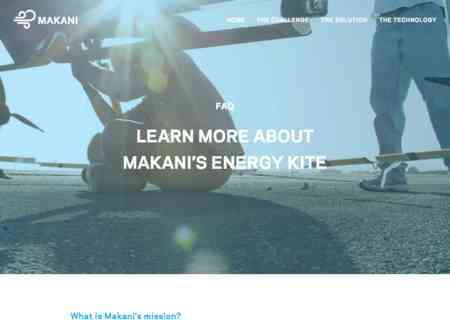 MAKANI
HOME THE CHALLENGE THE SOLUTION THE TECHNOLOGY
FAQ
LEARN MORE ABOUT
MAKANI'S ENERGY KITE
What is Makani's mission?